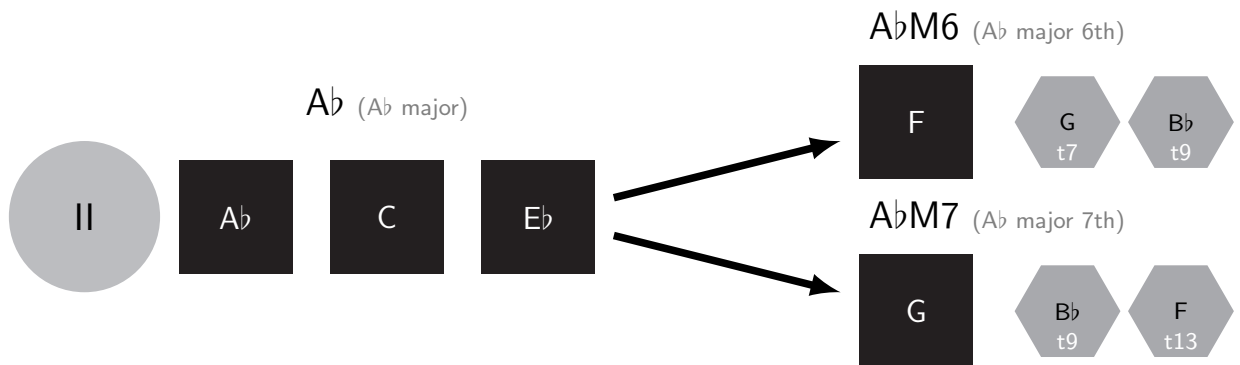 A♭M6 (A♭ major 6th)
A♭ (A♭ major)
F
G
t7
B♭
t9
II
A♭
C
E♭
A♭M7 (A♭ major 7th)
G
B♭
t9
F
t13